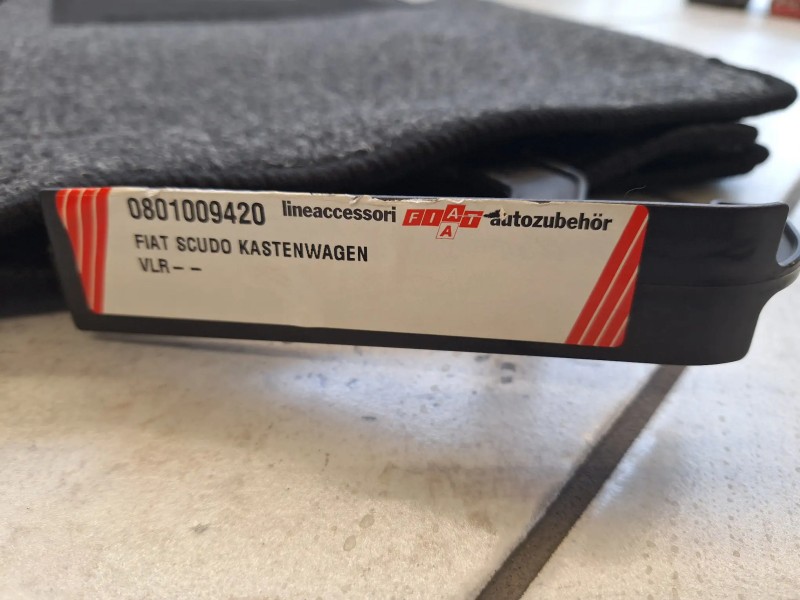 0801009420 lineaccessori FIAT autozubehör
FIAT SCUDO KASTENWAGEN
VLR--